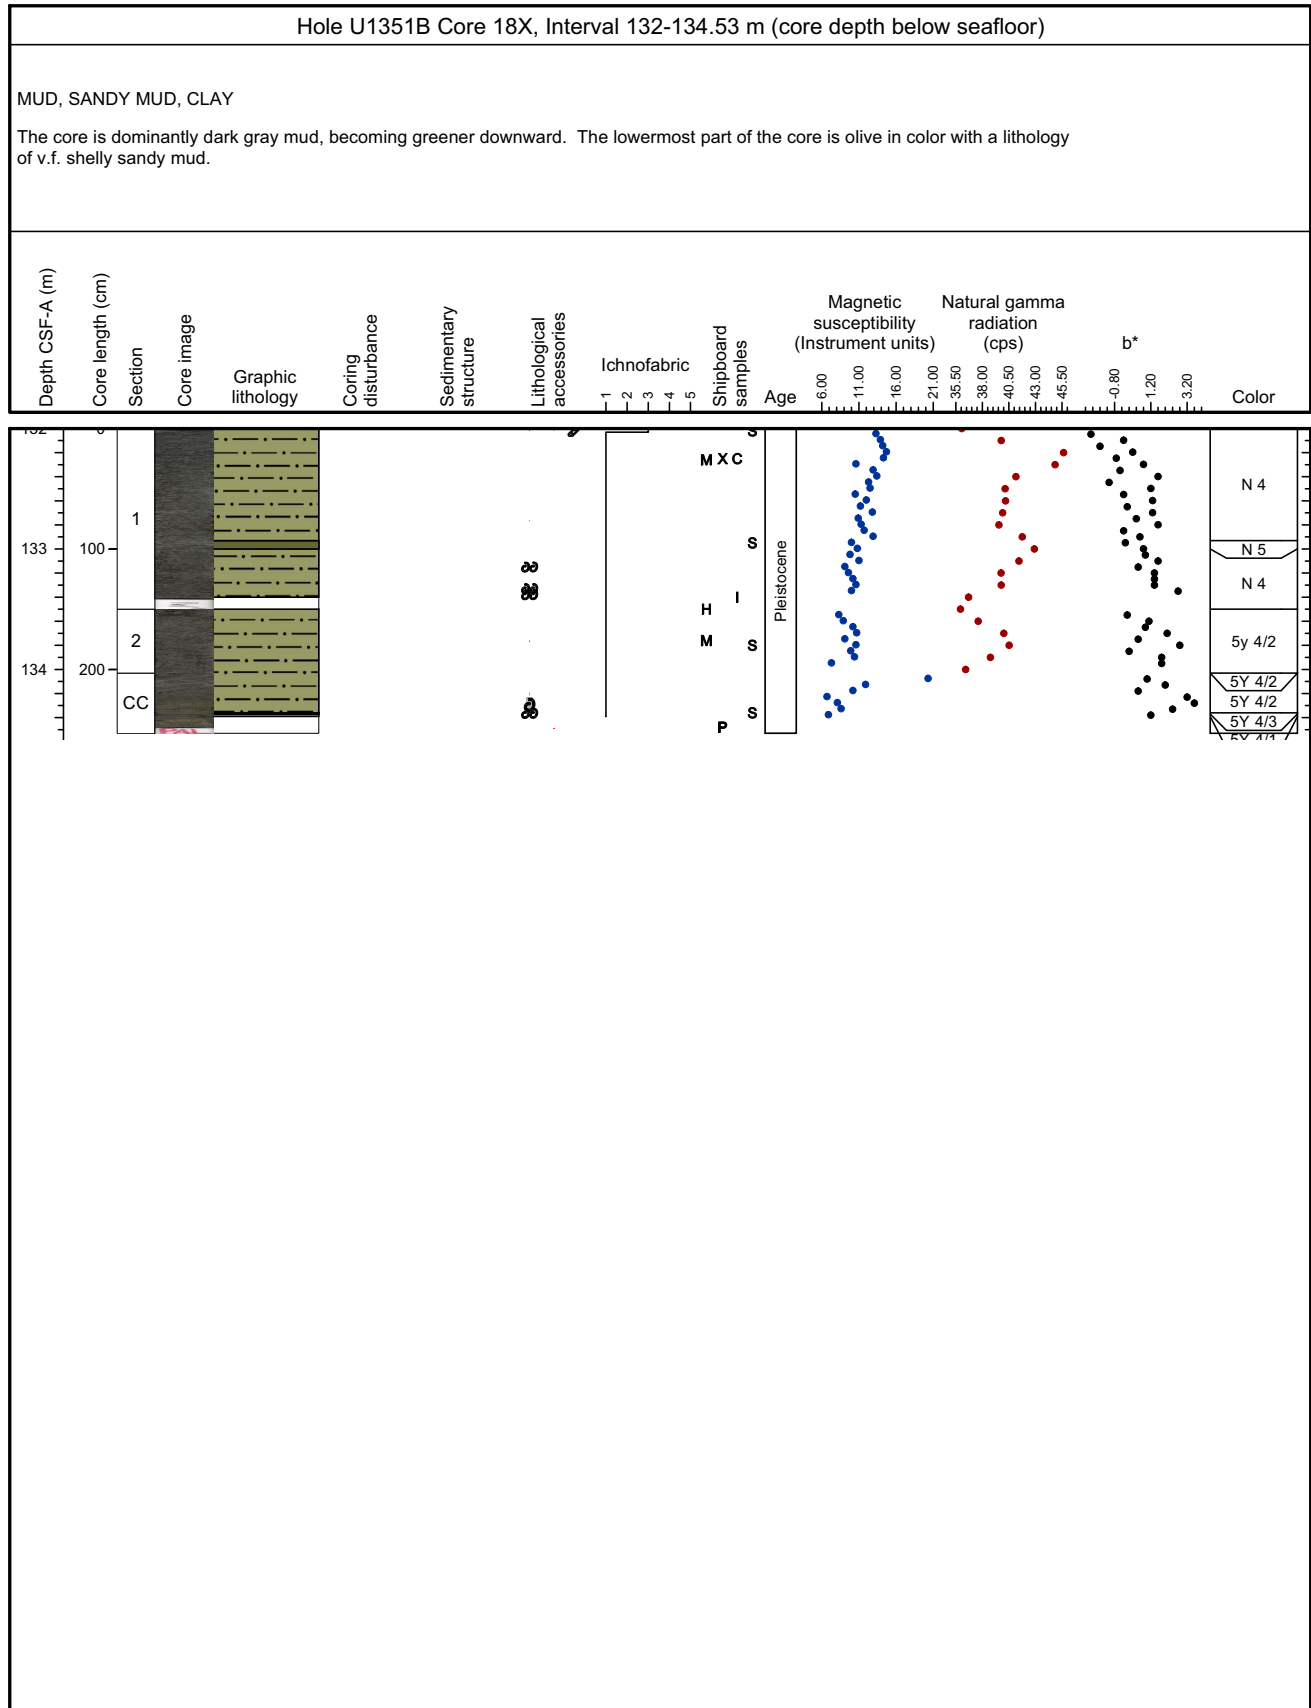 Hole U1351B Core 18X, Interval 132-134.53 m (core depth below seafloor)
MUD, SANDY MUD, CLAY
The core is dominantly dark gray mud, becoming greener downward. The lowermost part of the core is olive in color with a lithology
of v.f. shelly sandy mud.
Depth CSF-A (m)
Core length (cm)
Section
Core image
Graphic
lithology
Coring
disturbance
Sedimentary
structure
Lithological
accessories
Ichnofabric
1 2 3 4 5
Shipboard
samples
Age
Magnetic
susceptibility
(Instrument units)
6.00 11.00 16.00 21.00
Natural gamma
radiation
(cps)
35.50 38.00 40.50 43.00 45.50
b*
-0.80 1.20 3.20
Color
132 0
S
M X C
N 4
1
133 100
S
N 5
N 4
I
H
Pleistocene
2
M S
5y 4/2
134 200
CC
5Y 4/2
5Y 4/2
S
5Y 4/3
P
5Y 4/1